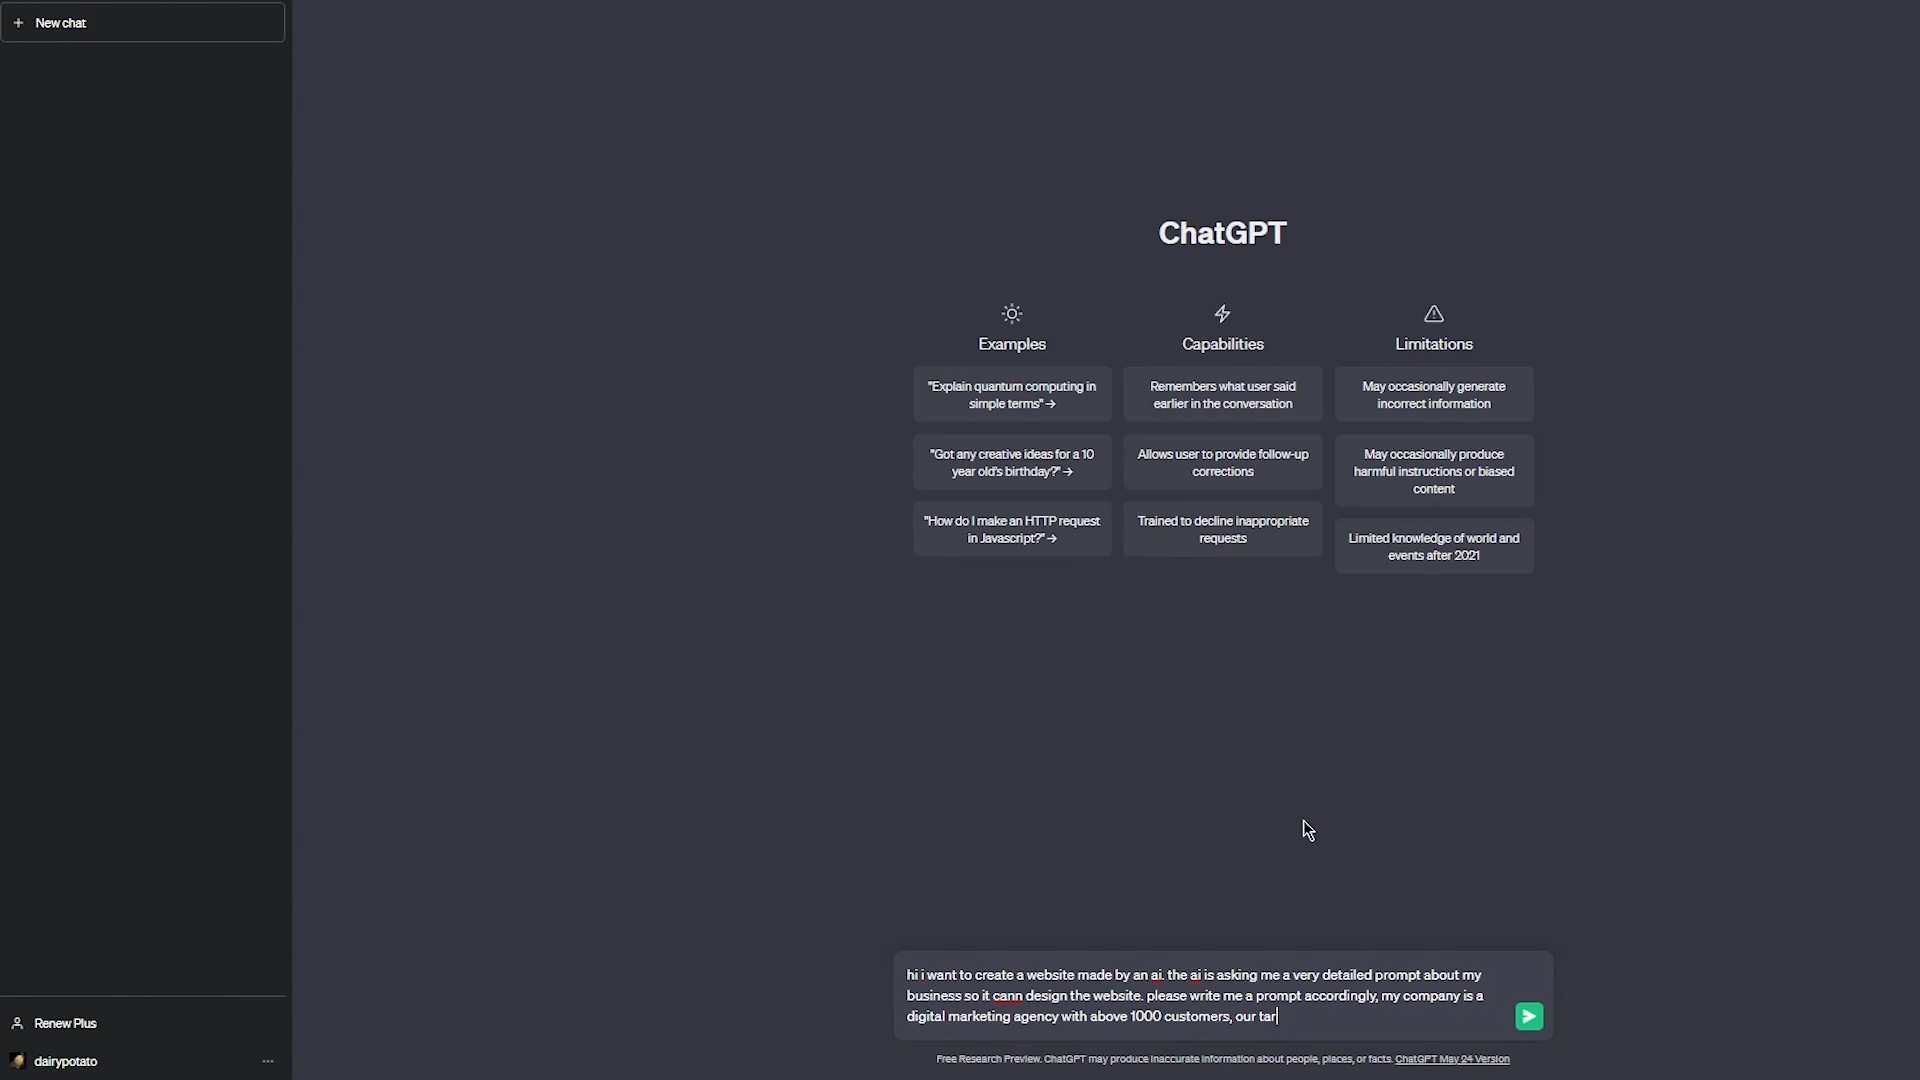 New chat
ChatGPT
Examples
"Explain quantum computing in
simple terms" →
"Got any creative ideas for a 10
year old's birthday?" →
"How do I make an HTTP request
in Javascript?" →
Capabilities
Remembers what user said
earlier in the conversation
Allows user to provide follow-up
corrections
Trained to decline inappropriate
requests
Limitations
May occasionally generate
incorrect information
May occasionally produce
harmful instructions or biased
content
Limited knowledge of world and
events after 2021
hi i want to create a website made by an ai. the ai is asking me a very detailed prompt about my
business so it cann design the website. please write me a prompt accordingly, my company is a
digital marketing agency with above 1000 customers, our tar
Free Research Preview. ChatGPT may produce inaccurate information about people, places, or facts. ChatGPT May 24 Version
Renew Plus
dairypotato